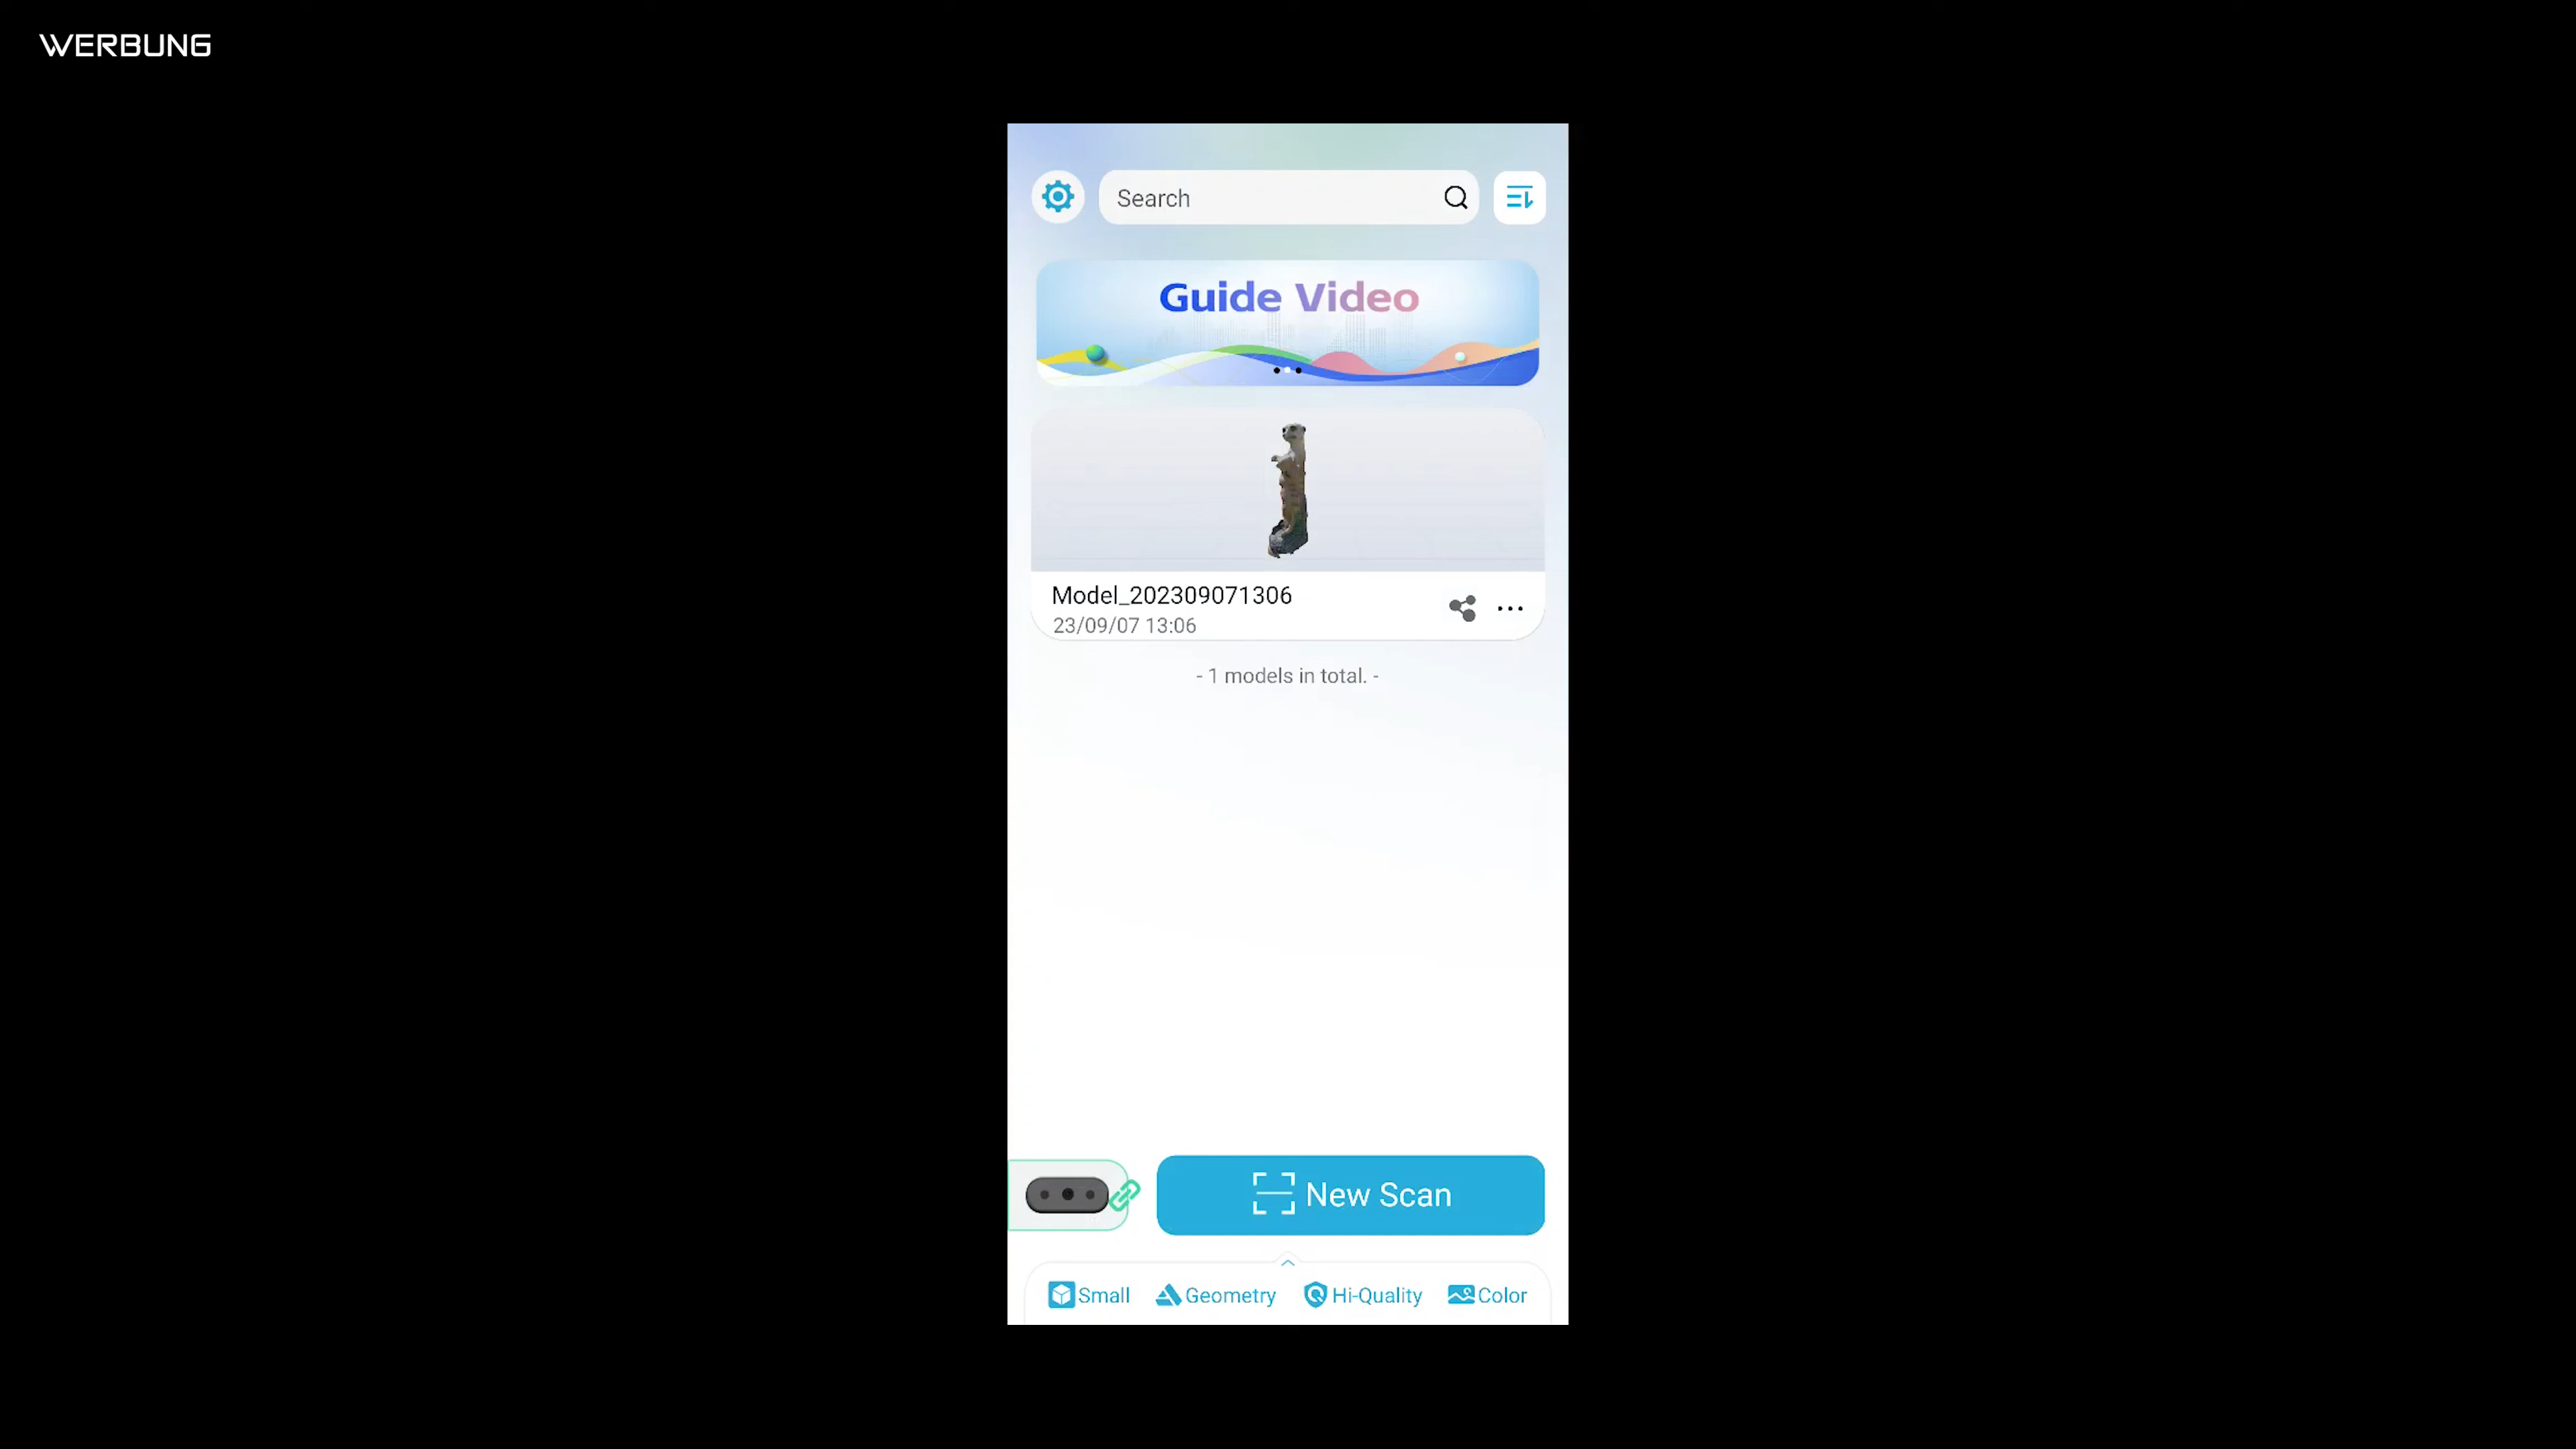 WERBUNG
Search
Guide Video
Model_202309071306
23/09/07 13:06
- 1 models in total. -
New Scan
Small Geometry Hi-Quality Color